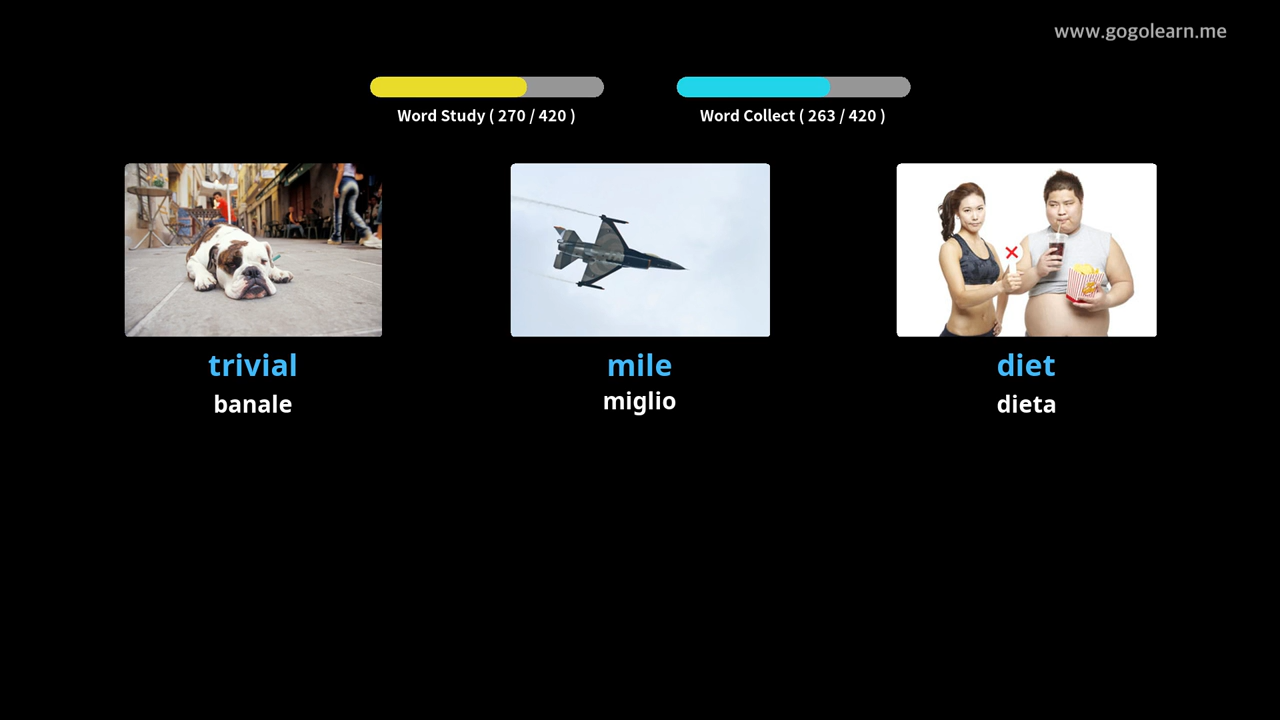 www.gogolearn.me
Word Study ( 270 / 420 )
Word Collect ( 263 / 420 )
trivial
banale
mile
miglio
diet
dieta